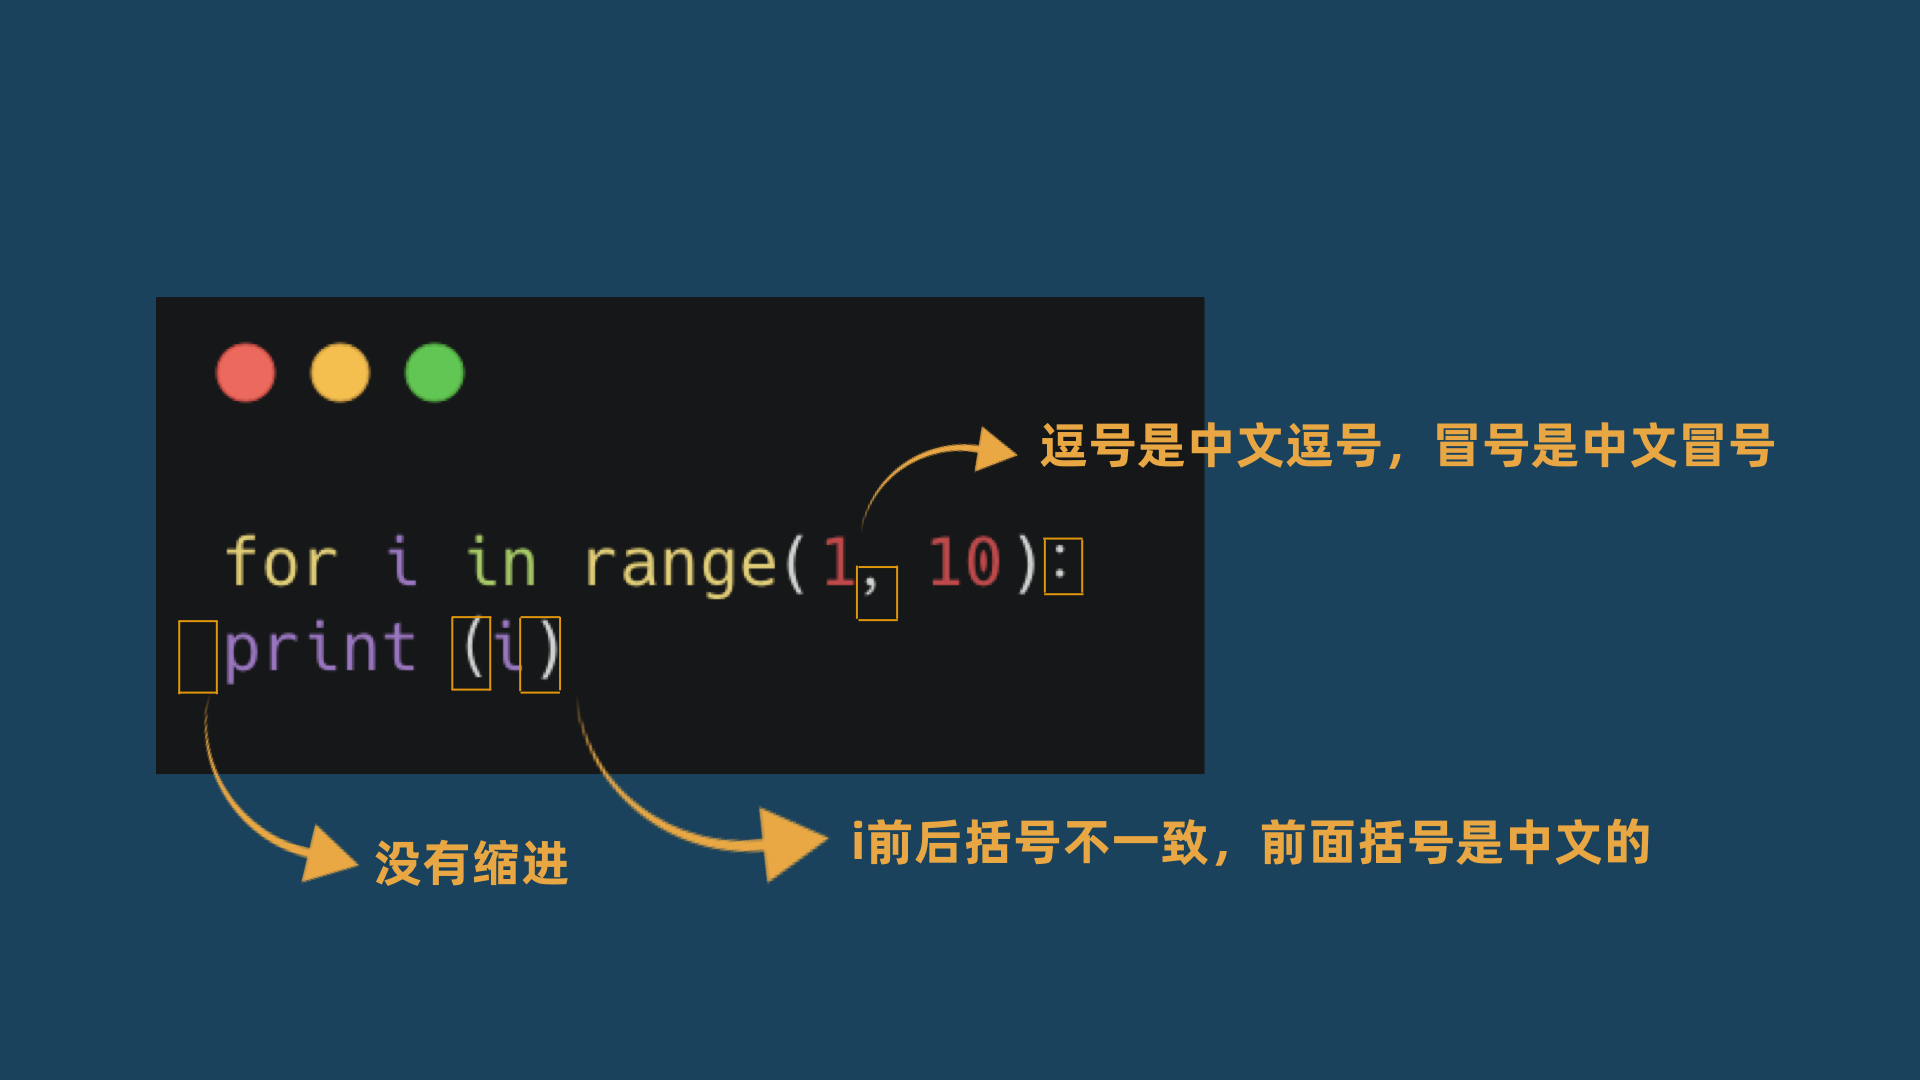 逗号是中文逗号，冒号是中文冒号
for i in range(1，10)：
print （i)
没有缩进
i前后括号不一致，前面括号是中文的